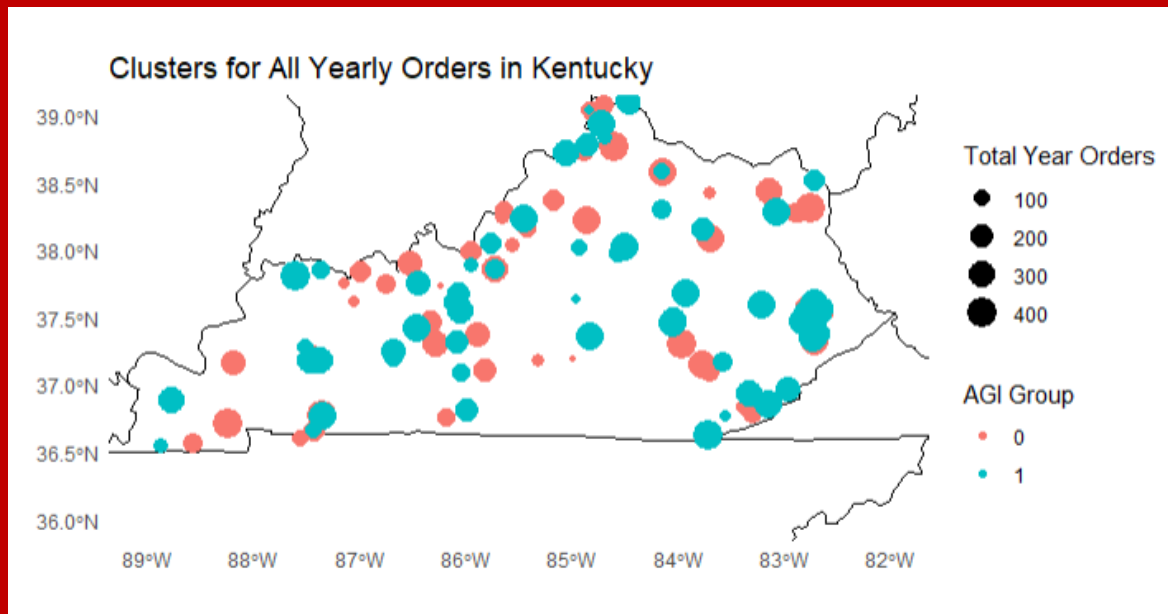 Clusters for All Yearly Orders in Kentucky
39.0°N
38.5°N
38.0°N
37.5°N
37.0°N
36.5°N
36.0°N
89°W 88°W 87°W 86°W 85°W 84°W 83°W 82°W
Total Year Orders
100
200
300
400
AGI Group
0
1